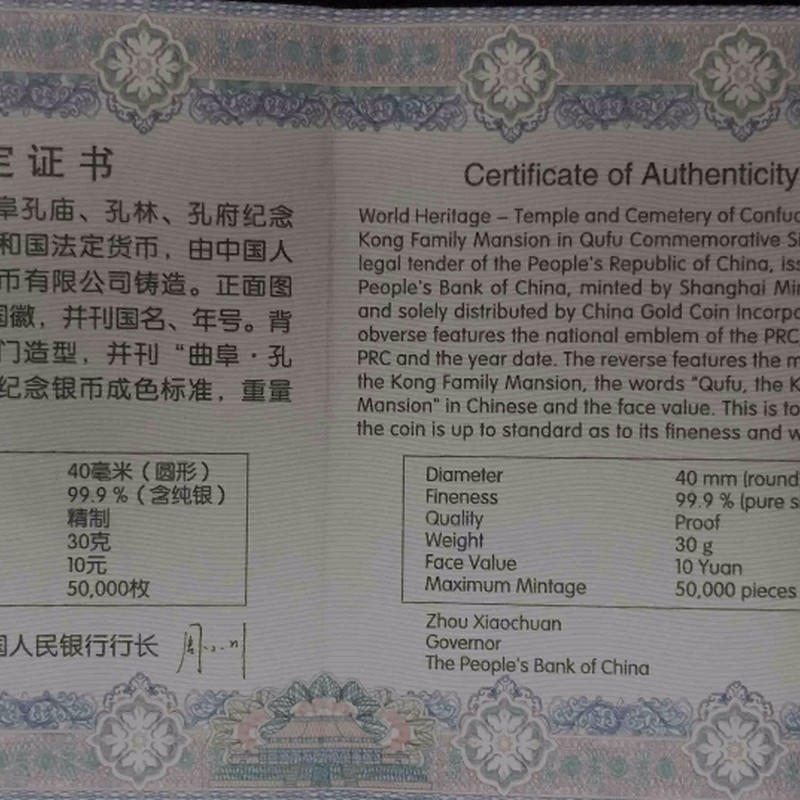 定证书
阜孔庙、孔林、孔府纪念
和国法定货币，由中国人
币有限公司铸造。正面图
国徽，并刊国名、年号。背
门造型，并刊“曲阜·孔
纪念银币成色标准，重量
40毫米（圆形）
99.9 %（含纯银）
精制
30克
10元
50,000枚
国人民银行行长 周小川
Certificate of Authenticity
World Heritage – Temple and Cemetery of Confuc
Kong Family Mansion in Qufu Commemorative Si
legal tender of the People's Republic of China, iss
People's Bank of China, minted by Shanghai Min
and solely distributed by China Gold Coin Incorpo
obverse features the national emblem of the PRC
PRC and the year date. The reverse features the m
the Kong Family Mansion, the words "Qufu, the K
Mansion" in Chinese and the face value. This is to
the coin is up to standard as to its fineness and w
Diameter 40 mm (round
Fineness 99.9 % (pure s
Quality Proof
Weight 30 g
Face Value 10 Yuan
Maximum Mintage 50,000 pieces
Zhou Xiaochuan
Governor
The People's Bank of China